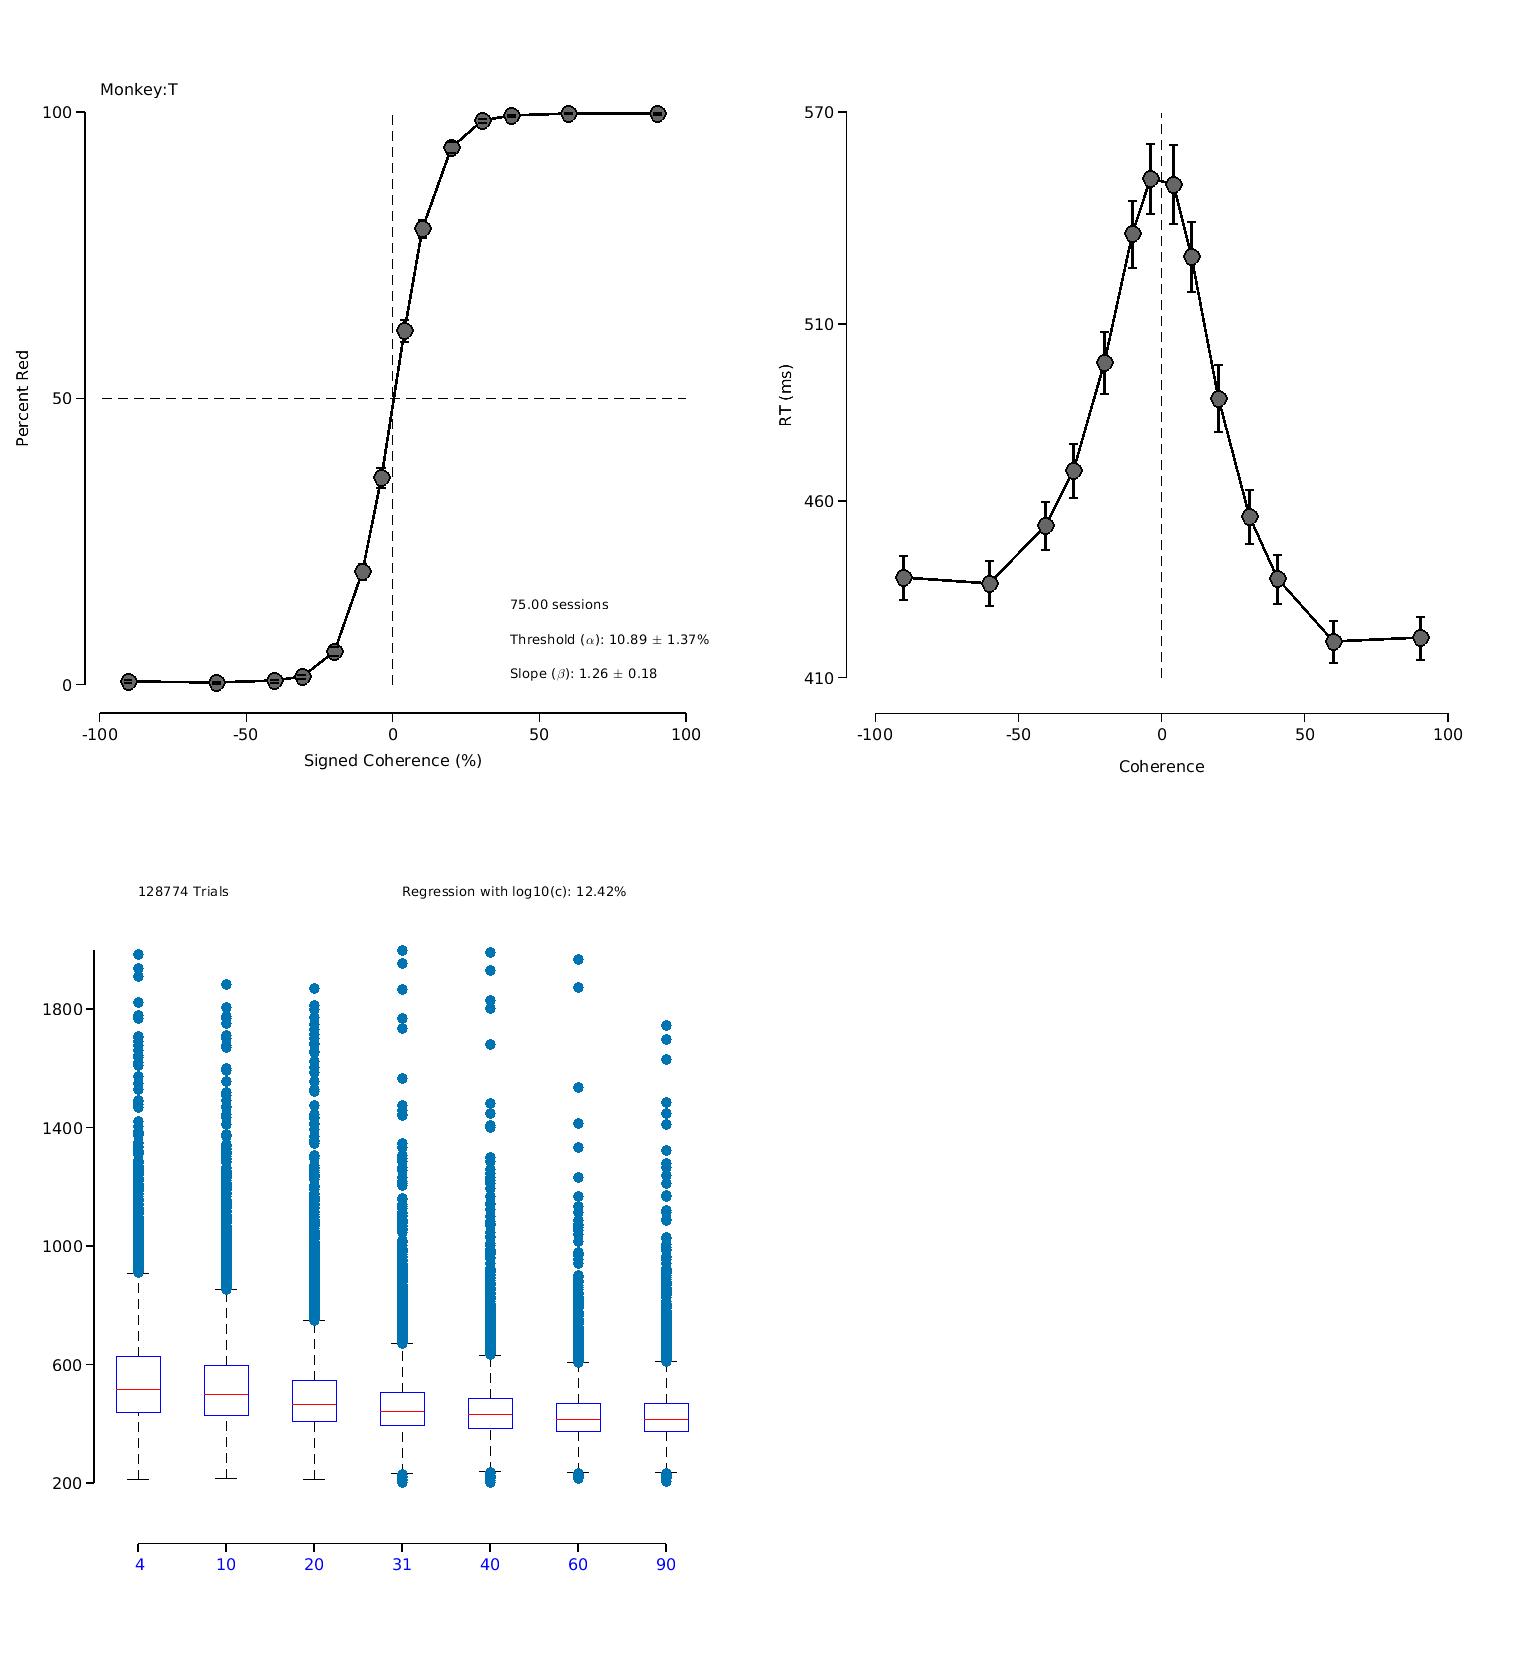 Monkey:T
100
50
0
Percent Red
75.00 sessions
Threshold (α): 10.89 ± 1.37%
Slope (β): 1.26 ± 0.18
-100 -50 0 50 100
Signed Coherence (%)
570
510
460
410
RT (ms)
-100 -50 0 50 100
Coherence
128774 Trials
Regression with log10(c): 12.42%
1800
1400
1000
600
200
4 10 20 31 40 60 90